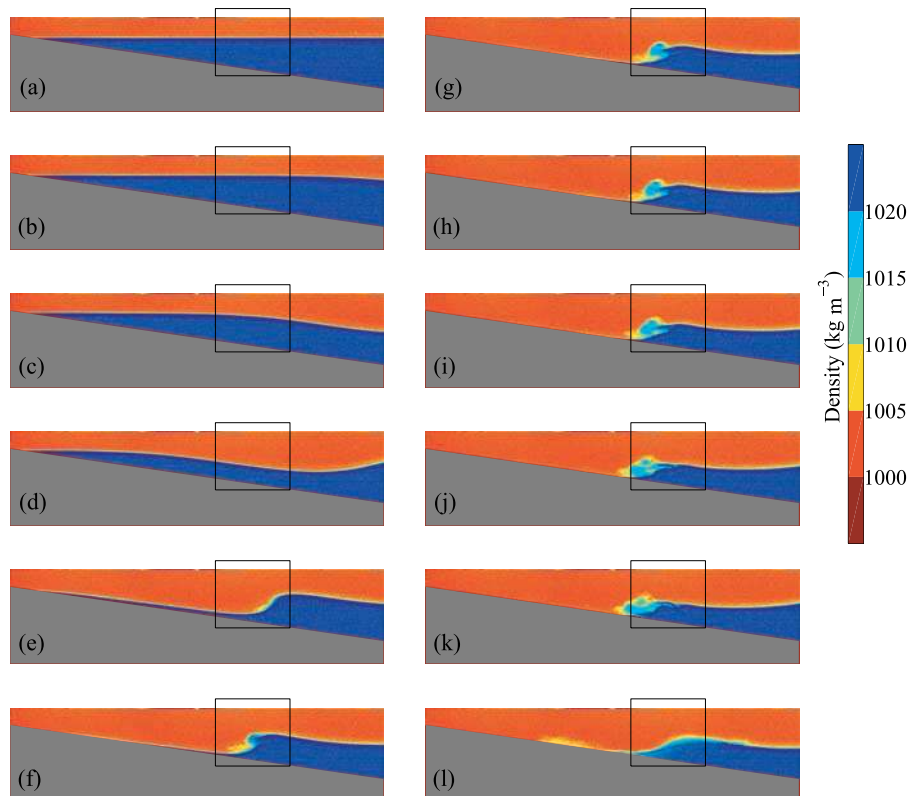 (a)
(b)
(c)
(d)
(e)
(f)
(g)
(h)
(i)
(j)
(k)
(l)
Density (kg m⁻³)
1020
1015
1010
1005
1000